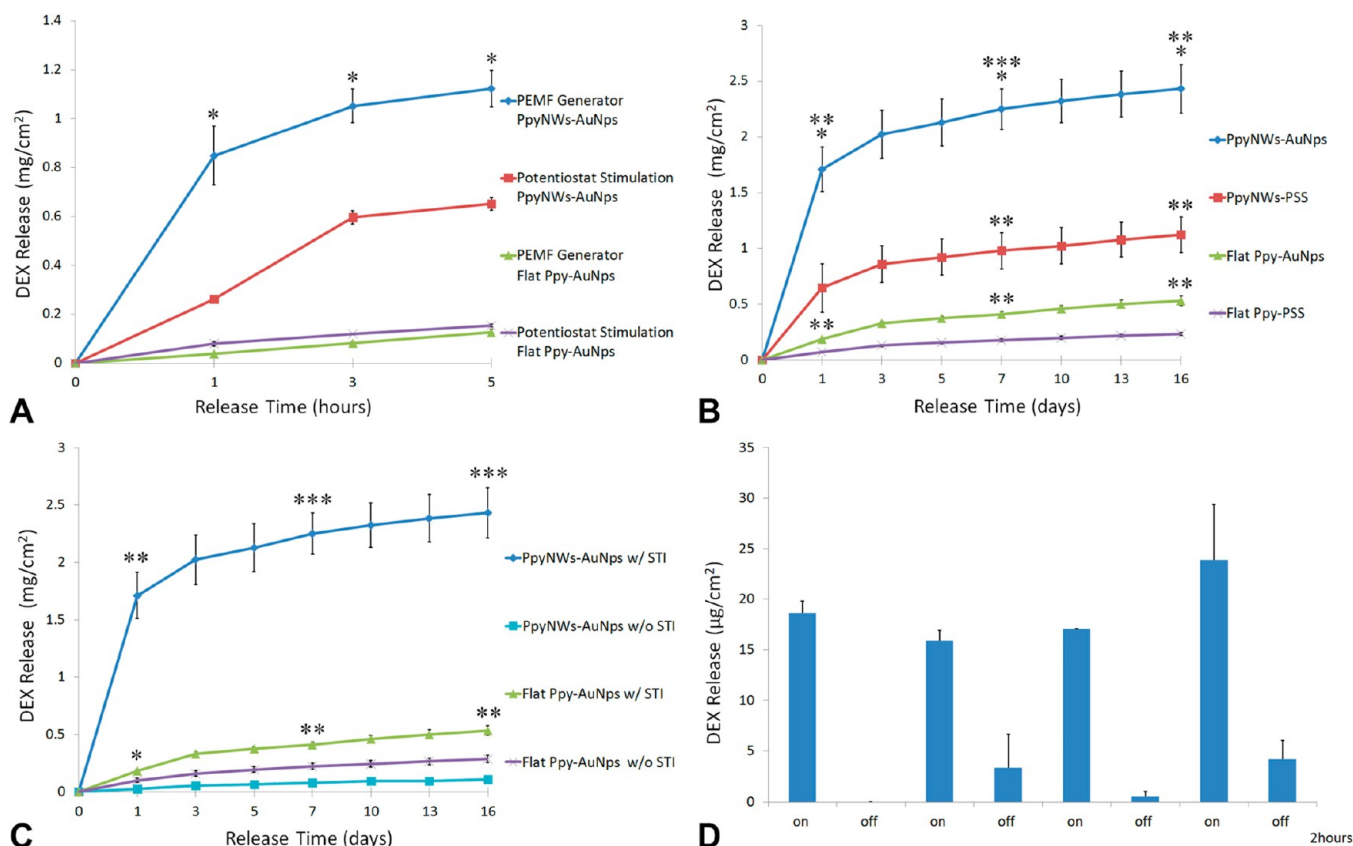 DEX Release (mg/cm²)
1.4
1.2
1
0.8
0.6
0.4
0.2
0
*
*
*
PEMF Generator
PpyNWs-AuNps
Potentiostat Stimulation
PpyNWs-AuNps
PEMF Generator
Flat Ppy-AuNps
Potentiostat Stimulation
Flat Ppy-AuNps
0 1 3 5
Release Time (hours)
A
DEX Release (mg/cm²)
3
2.5
2
1.5
1
0.5
0
**
*
***
*
**
*
**
**
**
**
**
PpyNWs-AuNps
PpyNWs-PSS
Flat Ppy-AuNps
Flat Ppy-PSS
0 1 3 5 7 10 13 16
Release Time (days)
B
DEX Release (mg/cm²)
3
2.5
2
1.5
1
0.5
0
**
***
***
*
**
**
PpyNWs-AuNps w/ STI
PpyNWs-AuNps w/o STI
Flat Ppy-AuNps w/ STI
Flat Ppy-AuNps w/o STI
0 1 3 5 7 10 13 16
Release Time (days)
C
DEX Release (µg/cm²)
35
30
25
20
15
10
5
0
on off on off on off on off
2hours
D